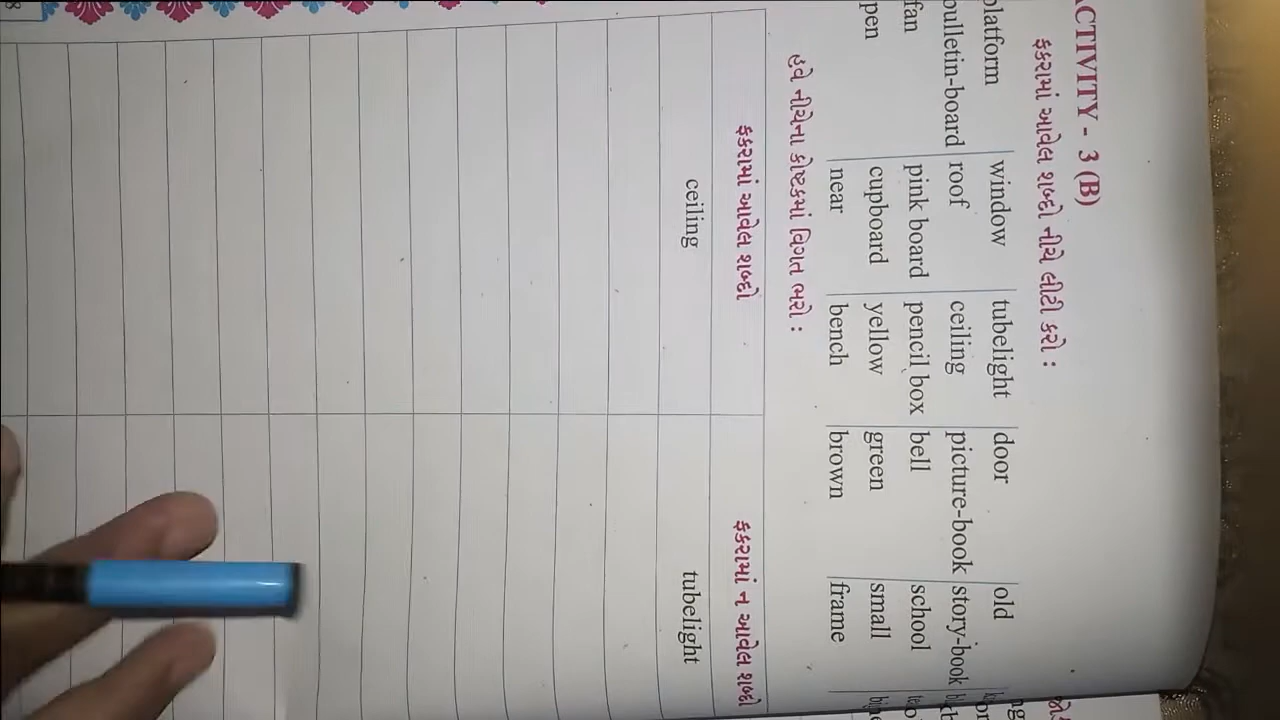 ACTIVITY - 3 (B)
ફકરામાં આવેલ શબ્દો નીચે લીટી કરો :
platform window tubelight door old
bulletin-board roof ceiling picture-book story-book
fan pink board pencil box bell school
pen cupboard yellow green small
near bench brown frame
હવે નીચેના કોષ્ટકમાં વિગત ભરો :
ફકરામાં આવેલ શબ્દો ફકરામાં ન આવેલ શબ્દો
ceiling tubelight